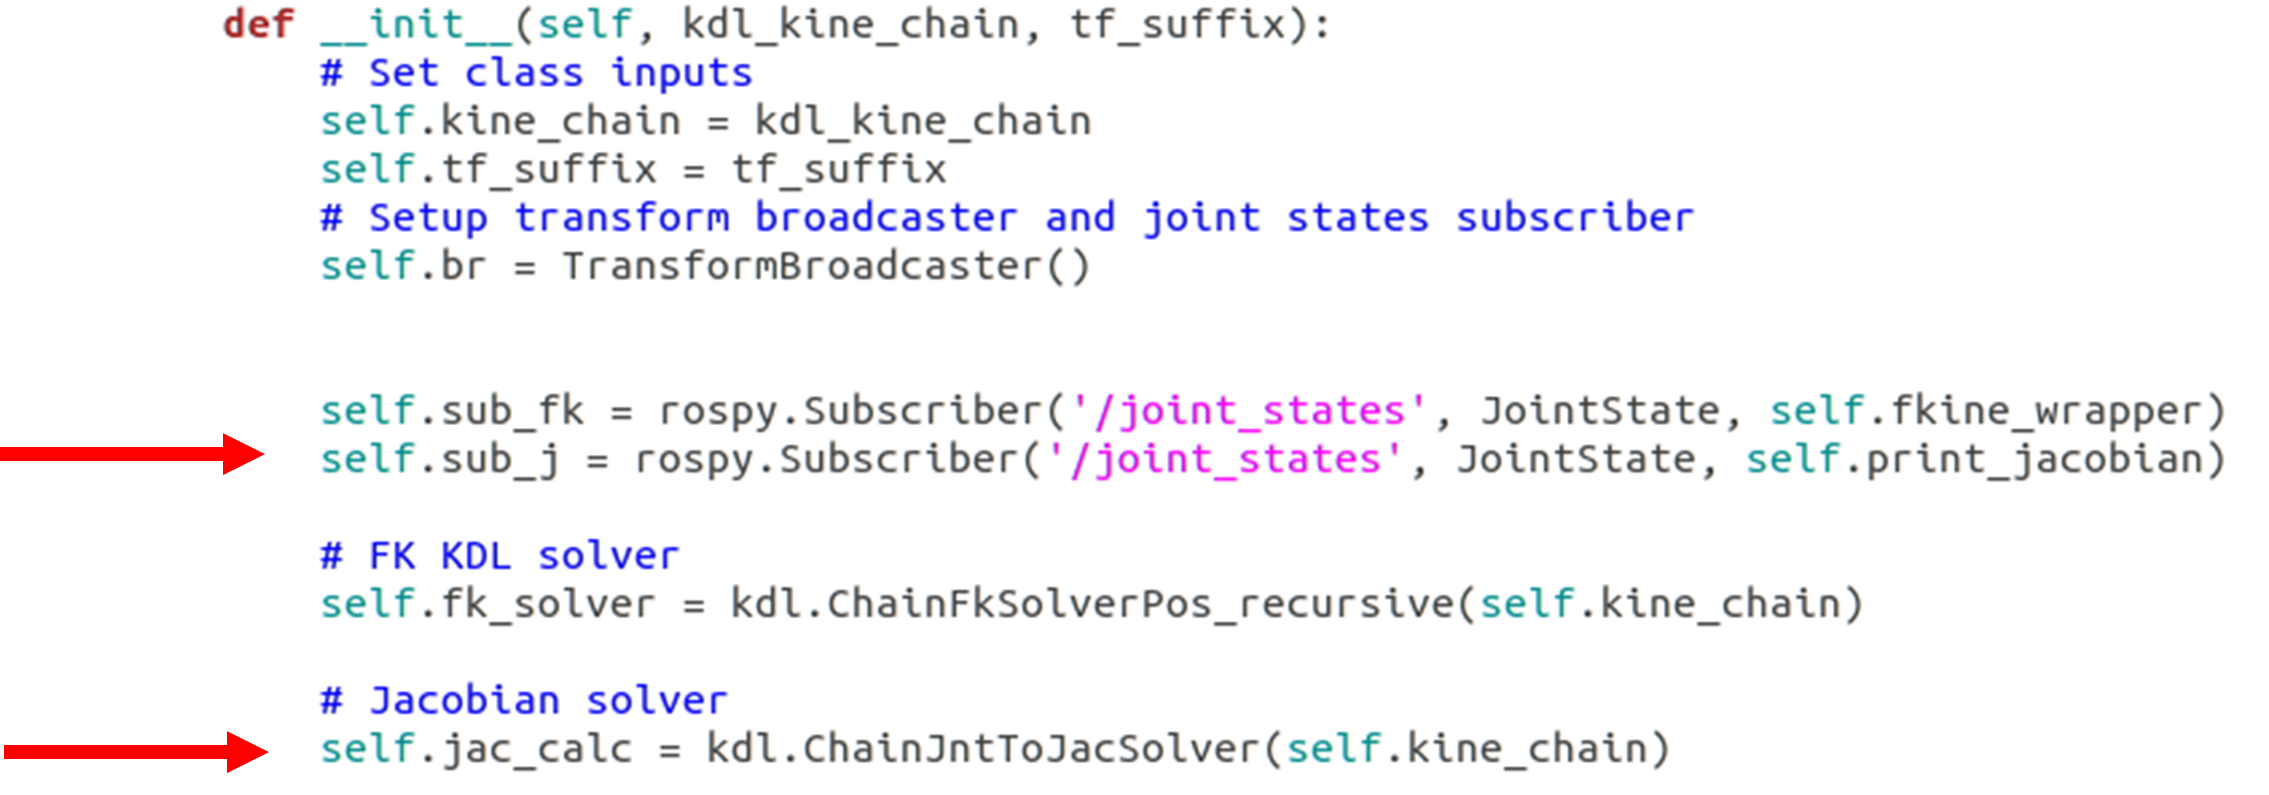 def __init__(self, kdl_kine_chain, tf_suffix):
# Set class inputs
self.kine_chain = kdl_kine_chain
self.tf_suffix = tf_suffix
# Setup transform broadcaster and joint states subscriber
self.br = TransformBroadcaster()
self.sub_fk = rospy.Subscriber('/joint_states', JointState, self.fkine_wrapper)
self.sub_j = rospy.Subscriber('/joint_states', JointState, self.print_jacobian)
# FK KDL solver
self.fk_solver = kdl.ChainFkSolverPos_recursive(self.kine_chain)
# Jacobian solver
self.jac_calc = kdl.ChainJntToJacSolver(self.kine_chain)